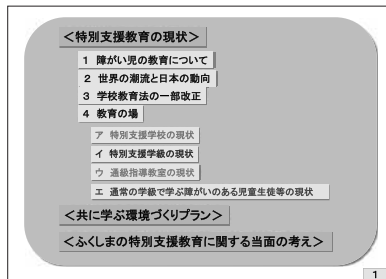 ＜特別支援教育の現状＞
1 障がい児の教育について
2 世界の潮流と日本の動向
3 学校教育法の一部改正
4 教育の場
ア 特別支援学校の現状
イ 特別支援学級の現状
ウ 通級指導教室の現状
エ 通常の学級で学ぶ障がいのある児童生徒等の現状
＜共に学ぶ環境づくりプラン＞
＜ふくしまの特別支援教育に関する当面の考え＞
1